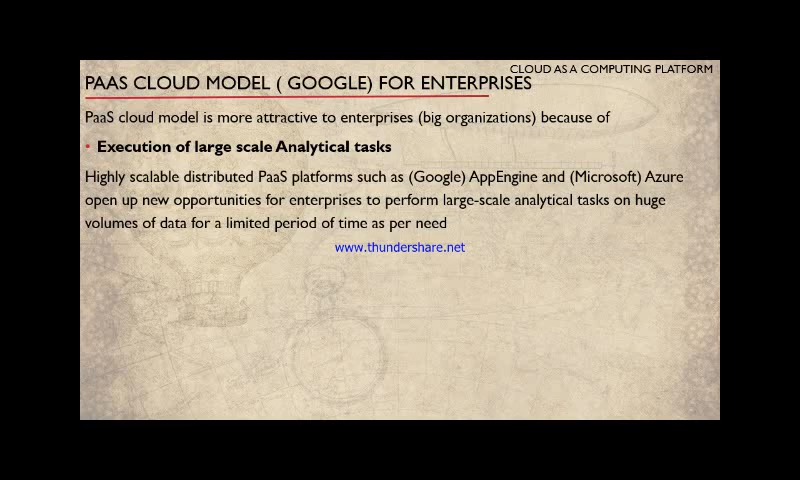 CLOUD AS A COMPUTING PLATFORM
PAAS CLOUD MODEL ( GOOGLE) FOR ENTERPRISES
PaaS cloud model is more attractive to enterprises (big organizations) because of
• Execution of large scale Analytical tasks
Highly scalable distributed PaaS platforms such as (Google) AppEngine and (Microsoft) Azure
open up new opportunities for enterprises to perform large-scale analytical tasks on huge
volumes of data for a limited period of time as per need
www.thundershare.net